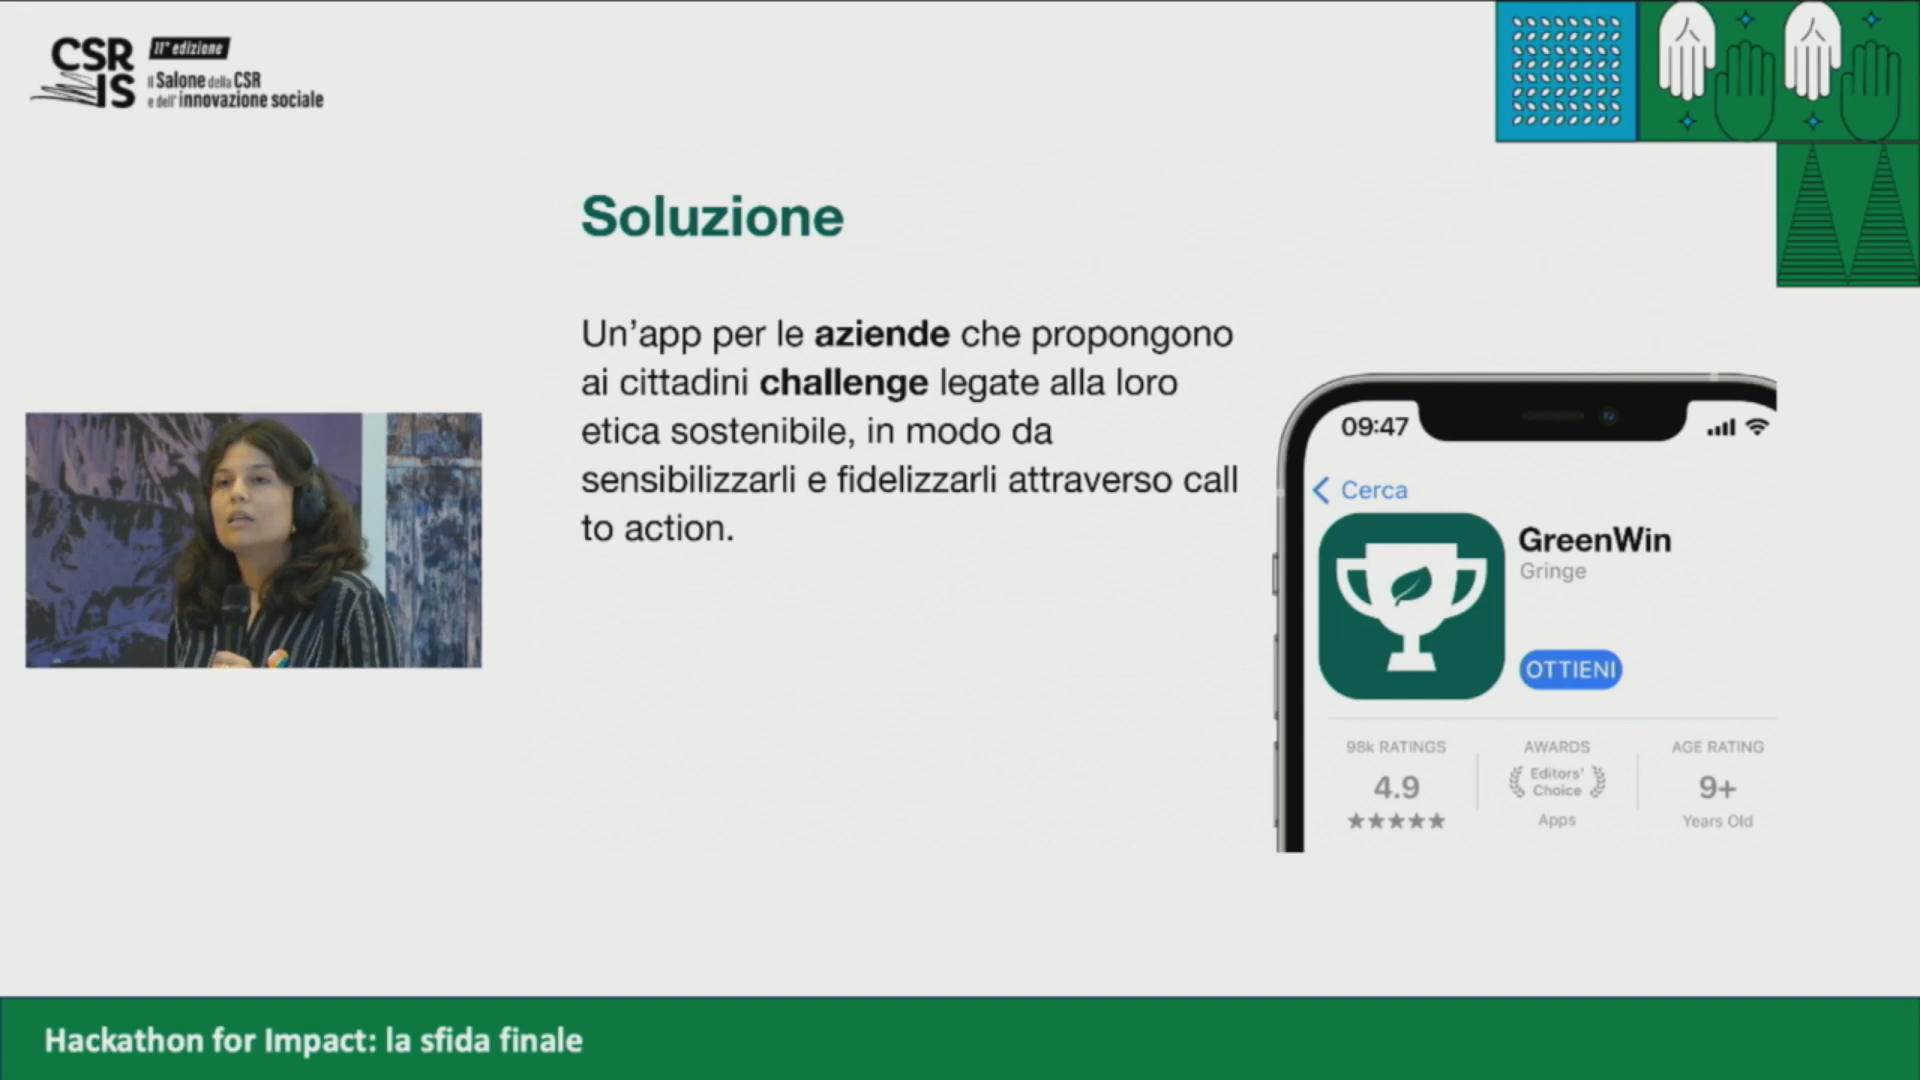 CSR
IS
11ª edizione
il Salone della CSR
e dell' innovazione sociale
Soluzione
Un'app per le aziende che propongono
ai cittadini challenge legate alla loro
etica sostenibile, in modo da
sensibilizzarli e fidelizzarli attraverso call
to action.
09:47
Cerca
GreenWin
Gringe
OTTIENI
98k RATINGS
4.9
AWARDS
Editors'
Choice
Apps
AGE RATING
9+
Years Old
Hackathon for Impact: la sfida finale